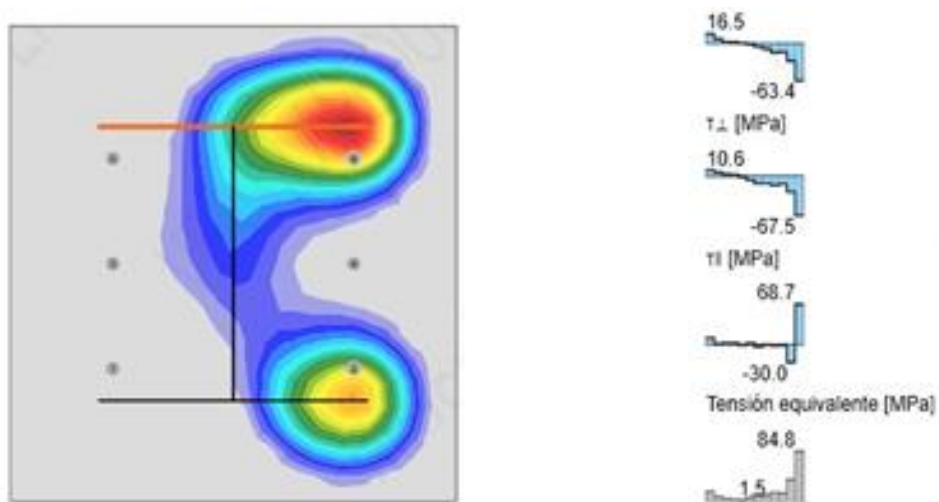 16.5
-63.4
τ⊥ [MPa]
10.6
-67.5
τ|| [MPa]
68.7
-30.0
Tensión equivalente [MPa]
84.8
1.5